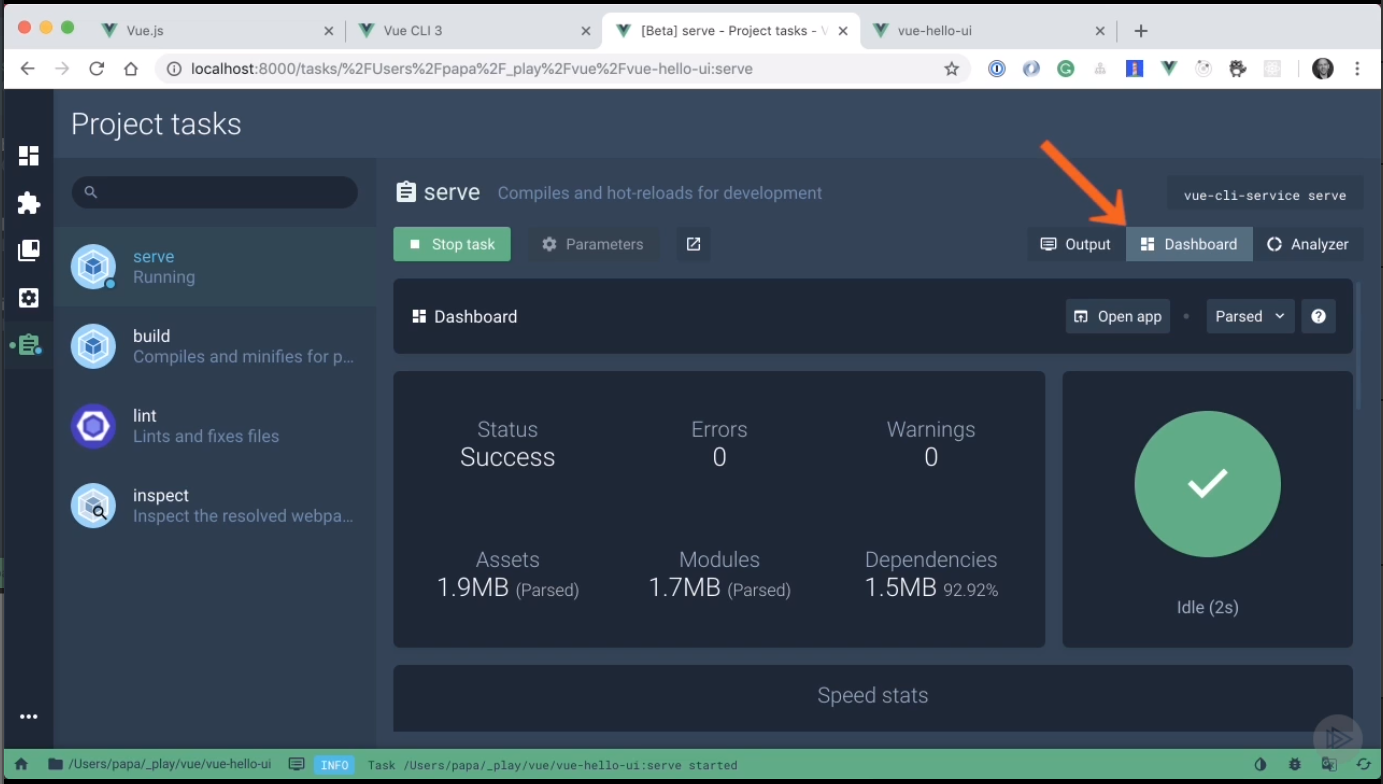 Vue.js
Vue CLI 3
[Beta] serve - Project tasks - V
vue-hello-ui
localhost:8000/tasks/%2FUsers%2Fpapa%2F_play%2Fvue%2Fvue-hello-ui:serve
Project tasks
serve Compiles and hot-reloads for development
vue-cli-service serve
Stop task Parameters
Output Dashboard Analyzer
serve
Running
build
Compiles and minifies for p…
lint
Lints and fixes files
inspect
Inspect the resolved webpa…
Dashboard
Open app
Parsed
Status Errors Warnings
Success 0 0
Assets Modules Dependencies
1.9MB (Parsed) 1.7MB (Parsed) 1.5MB 92.92%
Idle (2s)
Speed stats
/Users/papa/_play/vue/vue-hello-ui INFO Task /Users/papa/_play/vue/vue-hello-ui:serve started